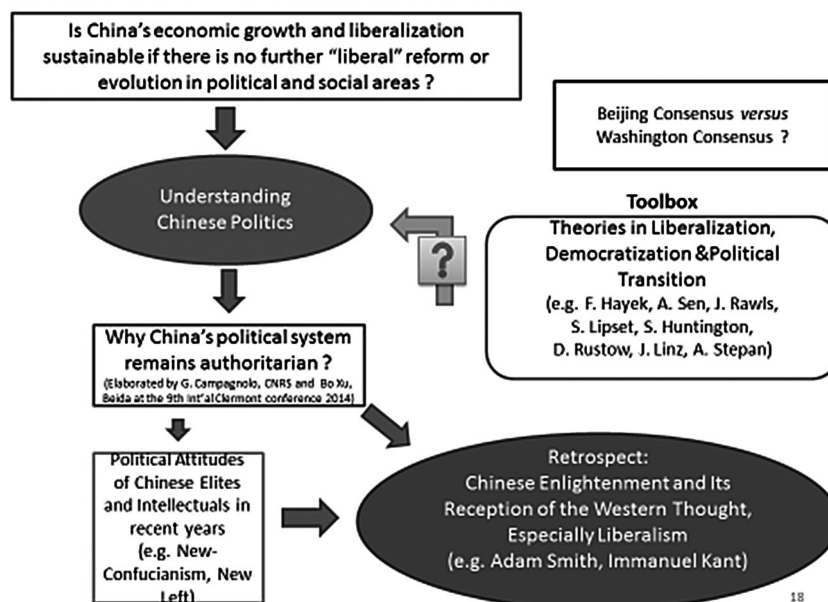 Is China's economic growth and liberalization
sustainable if there is no further "liberal" reform or
evolution in political and social areas ?
Beijing Consensus versus
Washington Consensus ?
Understanding
Chinese Politics
?
Toolbox
Theories in Liberalization,
Democratization &Political
Transition
(e.g. F. Hayek, A. Sen, J. Rawls,
S. Lipset, S. Huntington,
D. Rustow, J. Linz, A. Stepan)
Why China's political system
remains authoritarian ?
(Elaborated by G. Campagnolo, CNRS and Bo Xu,
Beida at the 9th Int'al Clermont conference 2014)
Political Attitudes
of Chinese Elites
and Intellectuals in
recent years
(e.g. New-
Confucianism, New
Left)
Retrospect:
Chinese Enlightenment and Its
Reception of the Western Thought,
Especially Liberalism
(e.g. Adam Smith, Immanuel Kant)
18